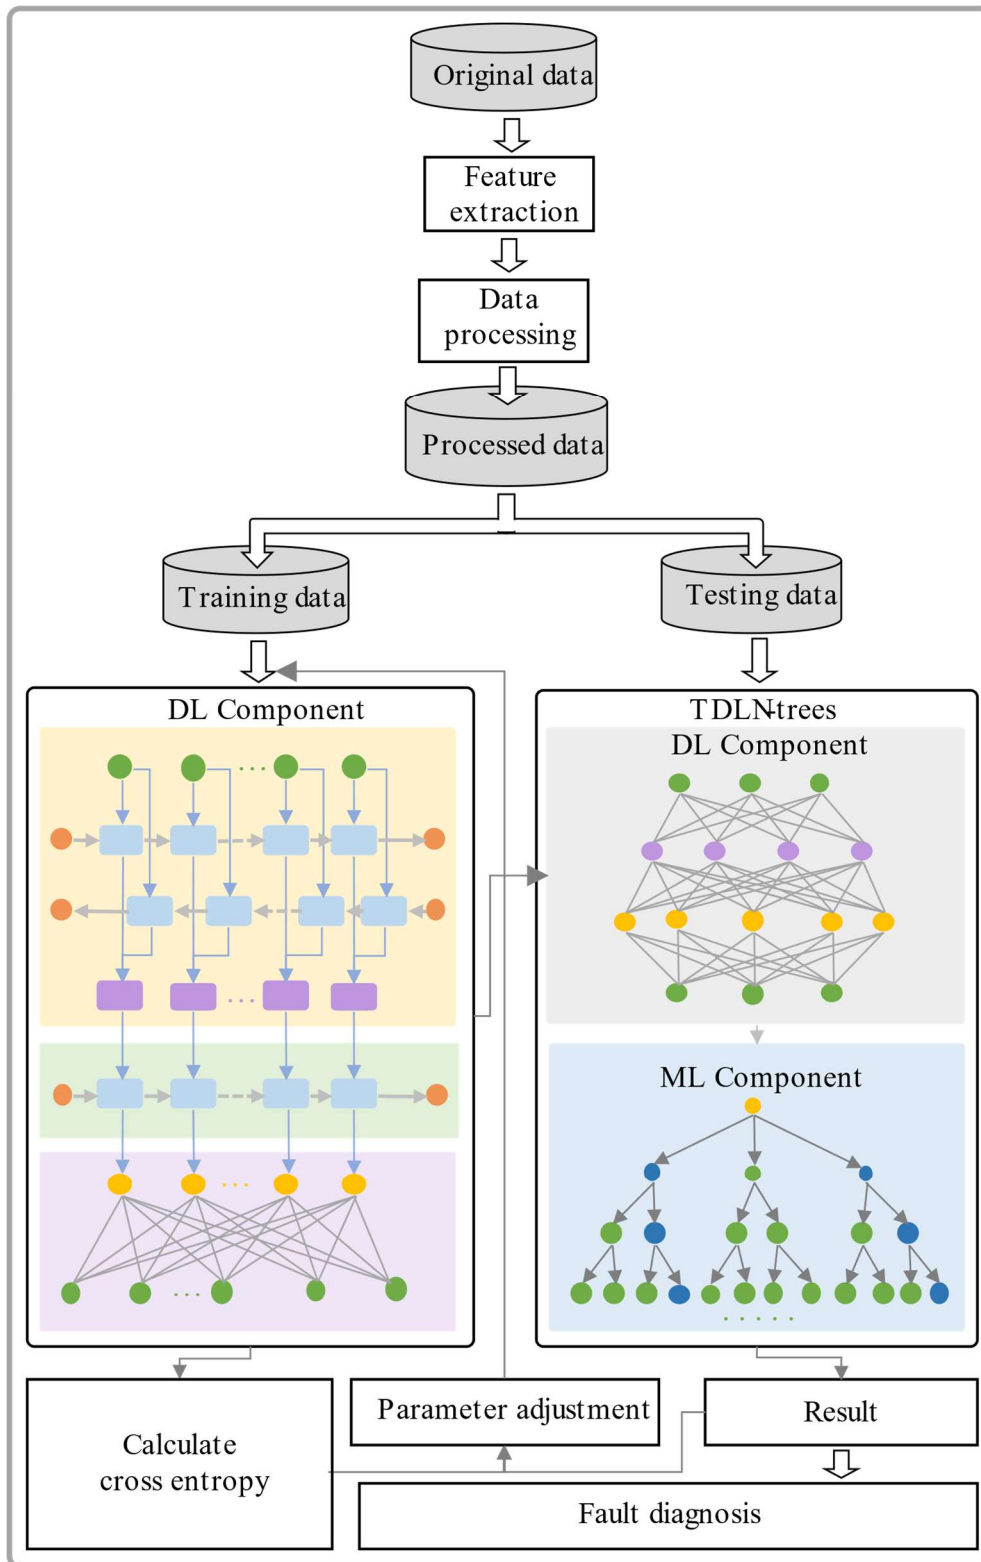 Original data
Feature
extraction
Data
processing
Processed data
Training data
Testing data
DL Component
TDLN-trees
DL Component
ML Component
Calculate
cross entropy
Parameter adjustment
Result
Fault diagnosis